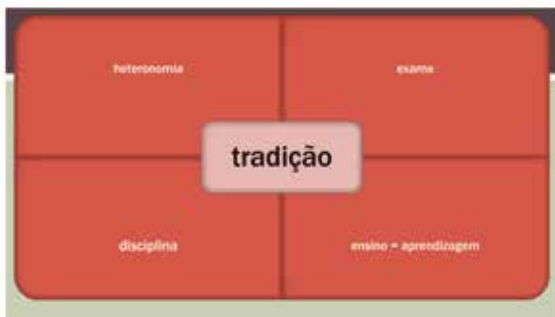 heteronomia
exame
tradição
disciplina
ensino = aprendizagem